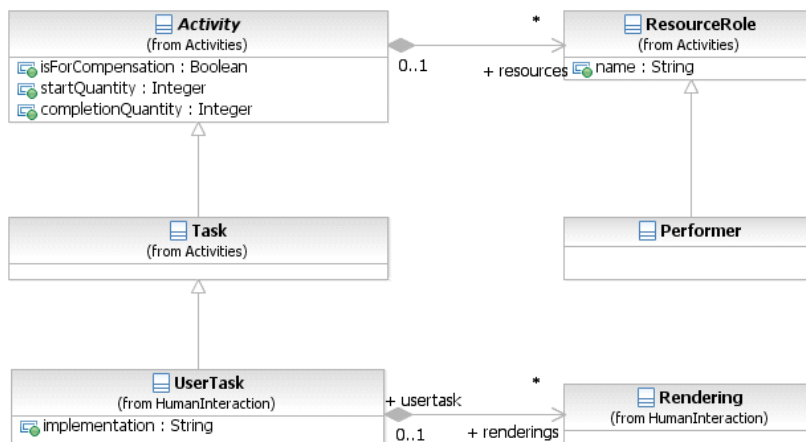 Activity
(from Activities)
isForCompensation : Boolean
startQuantity : Integer
completionQuantity : Integer
*
0..1
+ resources
ResourceRole
(from Activities)
name : String
Task
(from Activities)
Performer
UserTask
(from HumanInteraction)
implementation : String
+ usertask
*
0..1
+ renderings
Rendering
(from HumanInteraction)